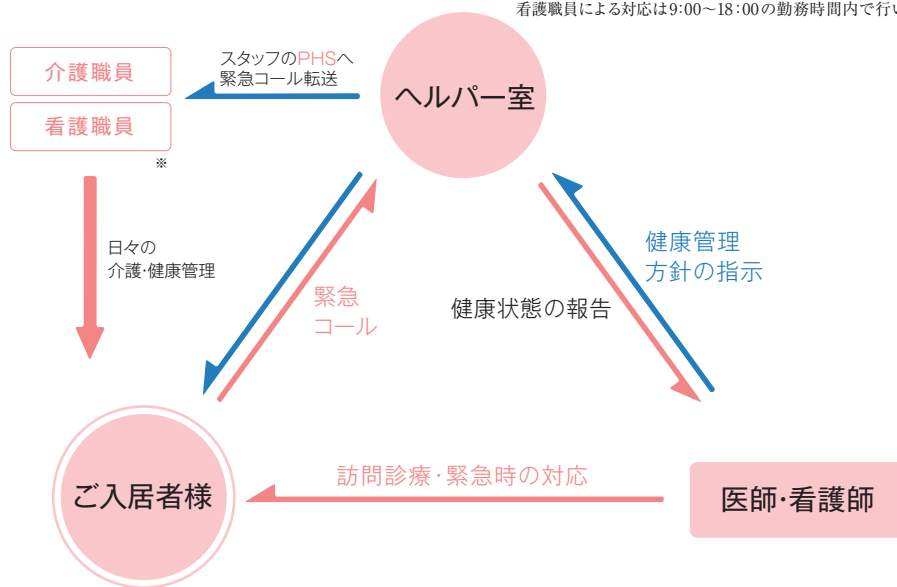 看護職員による対応は9:00〜18:00の勤務時間内で行い
介護職員
看護職員
※
スタッフのPHSへ
緊急コール転送
ヘルパー室
日々の
介護・健康管理
緊急
コール
健康状態の報告
健康管理
方針の指示
ご入居者様
訪問診療・緊急時の対応
医師・看護師